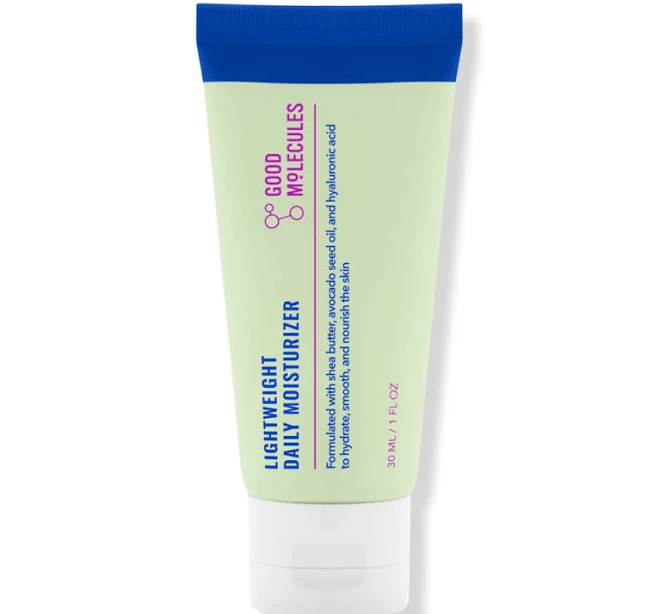 GOOD
MOLECULES
LIGHTWEIGHT
DAILY MOISTURIZER
Formulated with shea butter, avocado seed oil, and hyaluronic acid
to hydrate, smooth, and nourish the skin
30 ML / 1 FL OZ